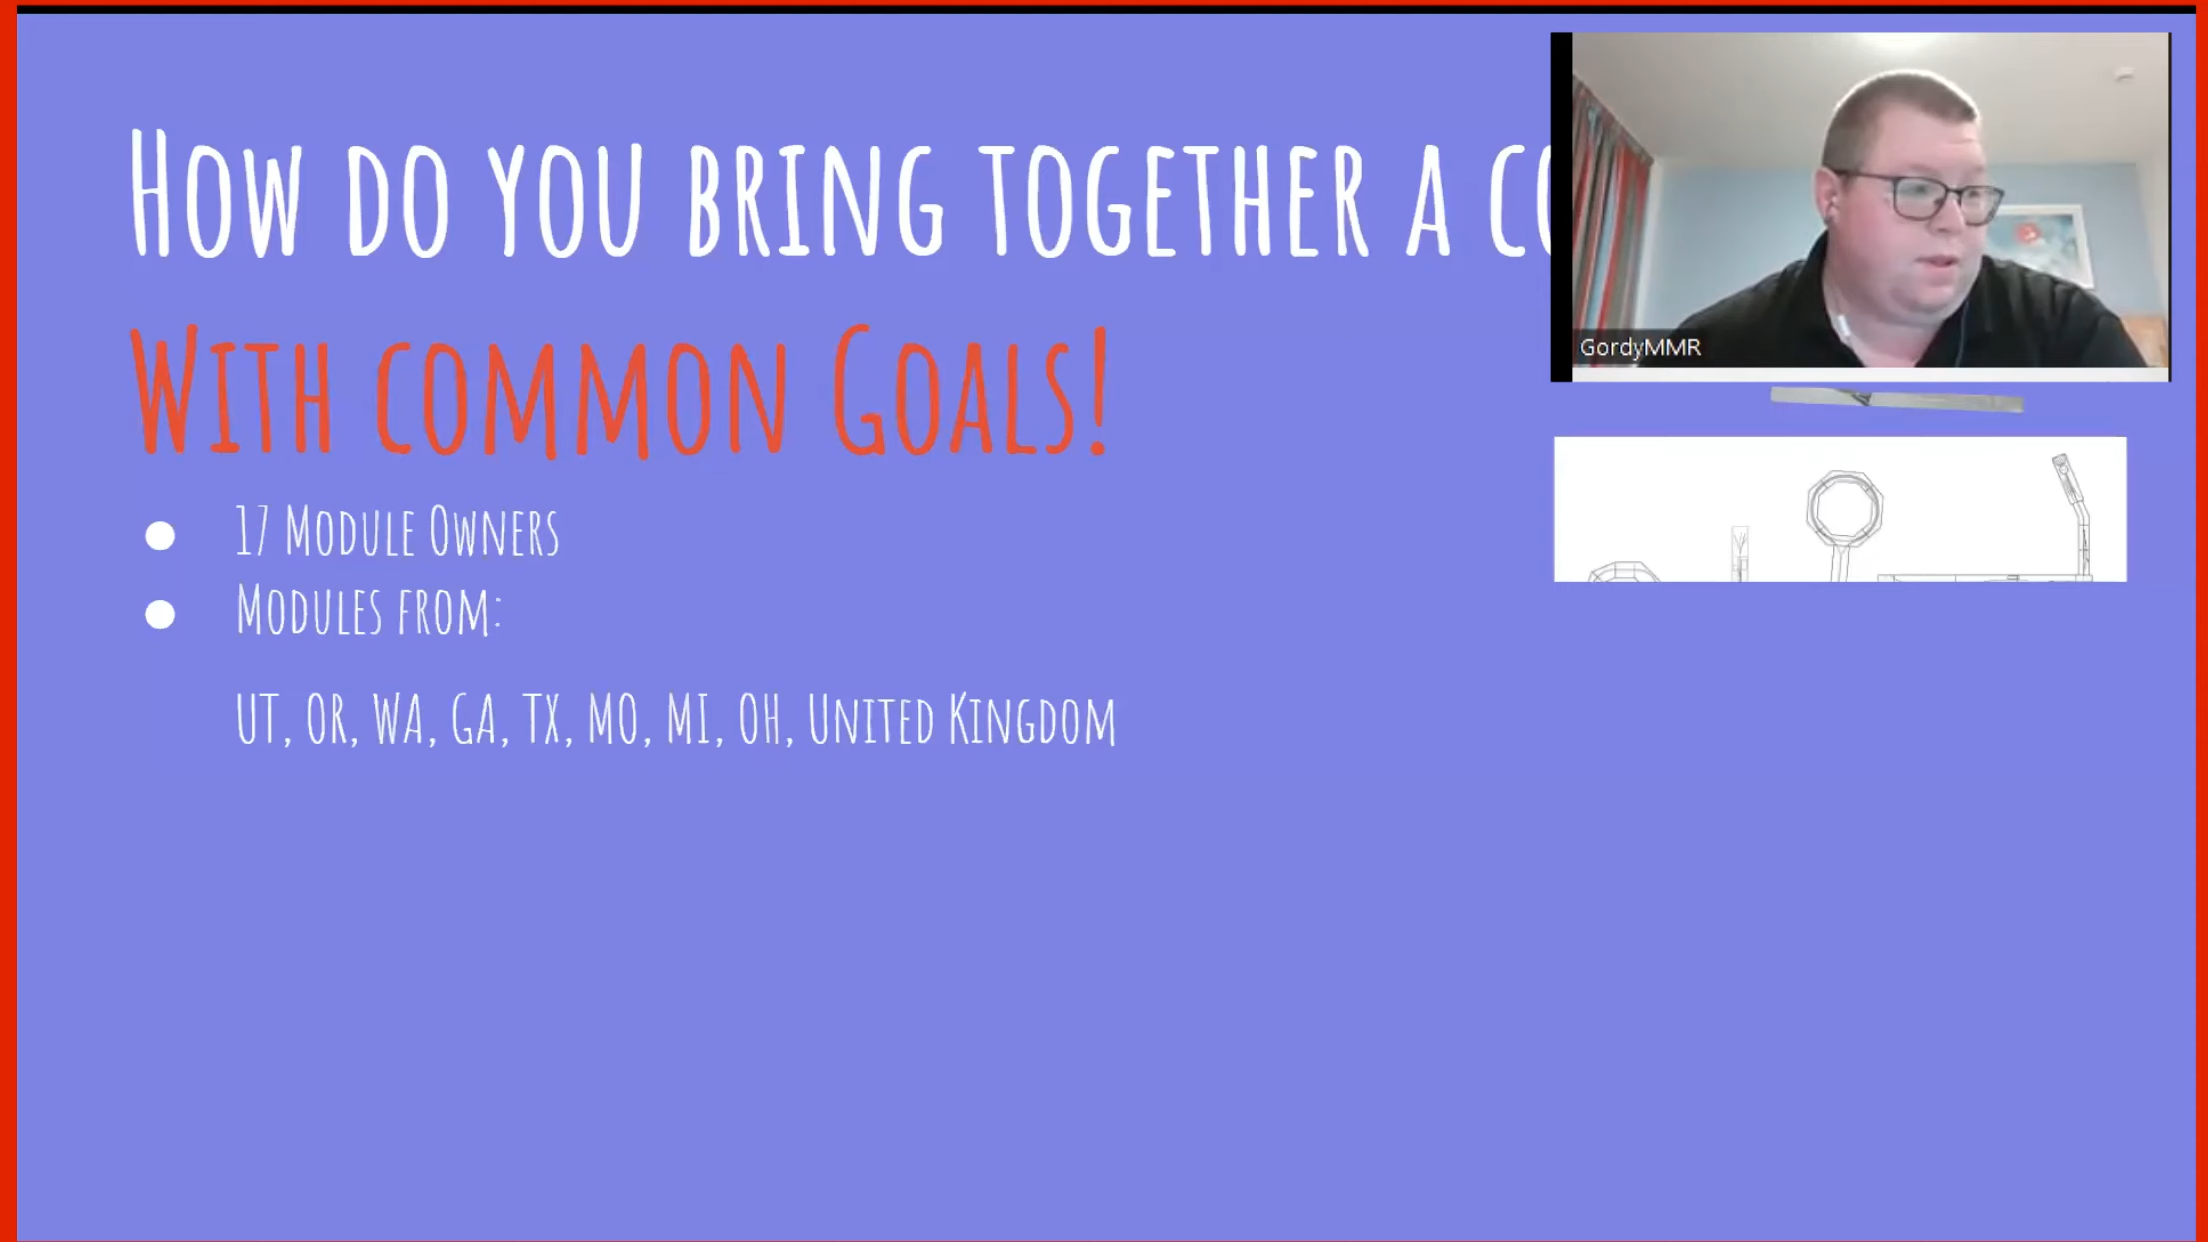 How do you bring together a
With common Goals!
● 17 Module Owners
● Modules from:
UT, OR, WA, GA, TX, MO, MI, OH, United Kingdom
GordyMMR